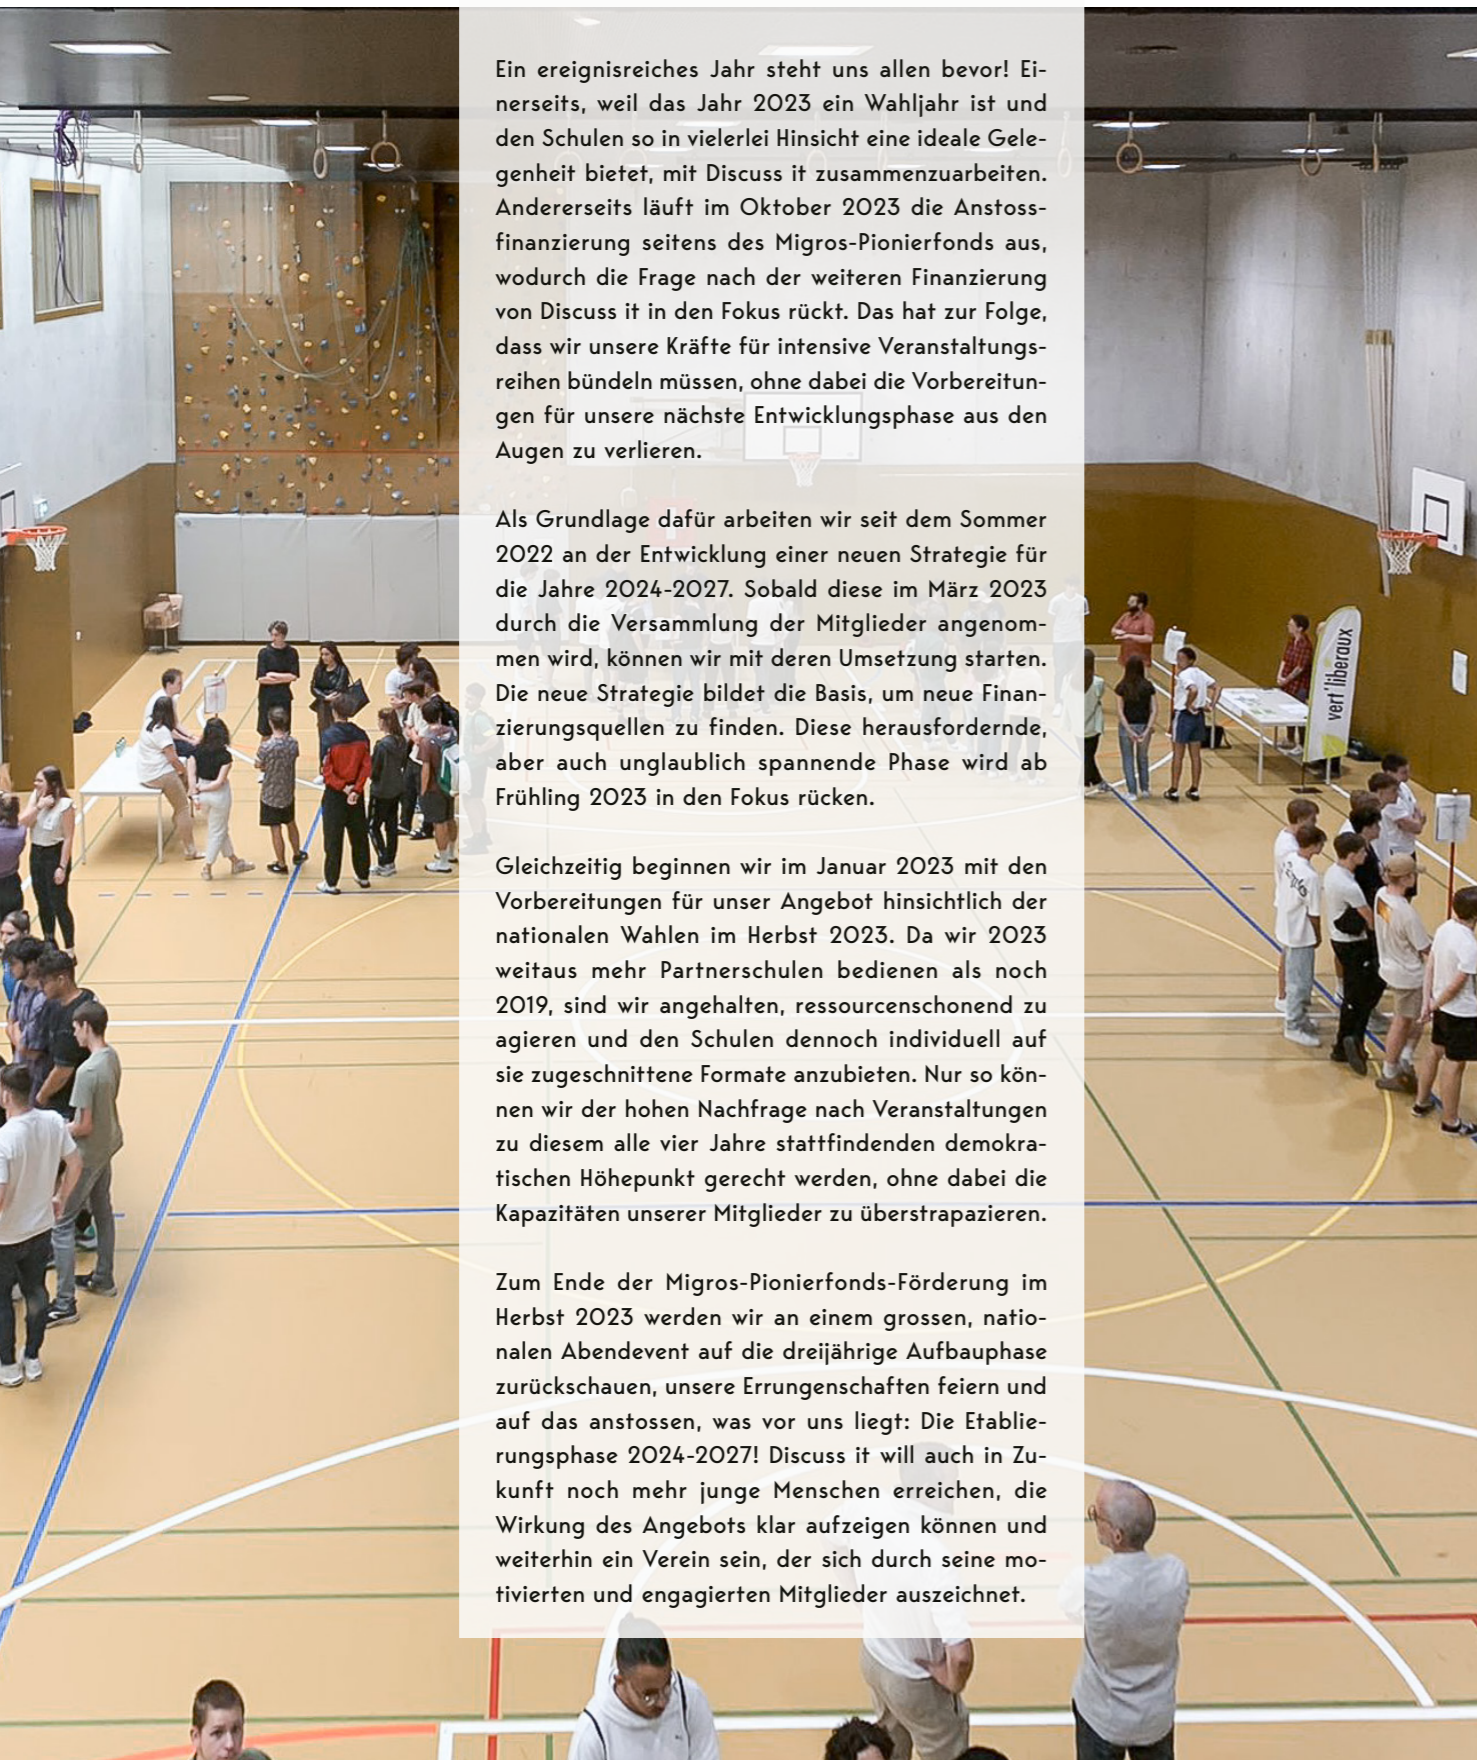 Ein ereignisreiches Jahr steht uns allen bevor! Ei-
nerseits, weil das Jahr 2023 ein Wahljahr ist und
den Schulen so in vielerlei Hinsicht eine ideale Gele-
genheit bietet, mit Discuss it zusammenzuarbeiten.
Andererseits läuft im Oktober 2023 die Anstoss-
finanzierung seitens des Migros-Pionierfonds aus,
wodurch die Frage nach der weiteren Finanzierung
von Discuss it in den Fokus rückt. Das hat zur Folge,
dass wir unsere Kräfte für intensive Veranstaltungs-
reihen bündeln müssen, ohne dabei die Vorbereitun-
gen für unsere nächste Entwicklungsphase aus den
Augen zu verlieren.
Als Grundlage dafür arbeiten wir seit dem Sommer
2022 an der Entwicklung einer neuen Strategie für
die Jahre 2024-2027. Sobald diese im März 2023
durch die Versammlung der Mitglieder angenom-
men wird, können wir mit deren Umsetzung starten.
Die neue Strategie bildet die Basis, um neue Finan-
zierungsquellen zu finden. Diese herausfordernde,
aber auch unglaublich spannende Phase wird ab
Frühling 2023 in den Fokus rücken.
Gleichzeitig beginnen wir im Januar 2023 mit den
Vorbereitungen für unser Angebot hinsichtlich der
nationalen Wahlen im Herbst 2023. Da wir 2023
weitaus mehr Partnerschulen bedienen als noch
2019, sind wir angehalten, ressourcenschonend zu
agieren und den Schulen dennoch individuell auf
sie zugeschnittene Formate anzubieten. Nur so kön-
nen wir der hohen Nachfrage nach Veranstaltungen
zu diesem alle vier Jahre stattfindenden demokra-
tischen Höhepunkt gerecht werden, ohne dabei die
Kapazitäten unserer Mitglieder zu überstrapazieren.
Zum Ende der Migros-Pionierfonds-Förderung im
Herbst 2023 werden wir an einem grossen, natio-
nalen Abendevent auf die dreijährige Aufbauphase
zurückschauen, unsere Errungenschaften feiern und
auf das anstossen, was vor uns liegt: Die Etablie-
rungsphase 2024-2027! Discuss it will auch in Zu-
kunft noch mehr junge Menschen erreichen, die
Wirkung des Angebots klar aufzeigen können und
weiterhin ein Verein sein, der sich durch seine mo-
tivierten und engagierten Mitglieder auszeichnet.
vert'libéraux